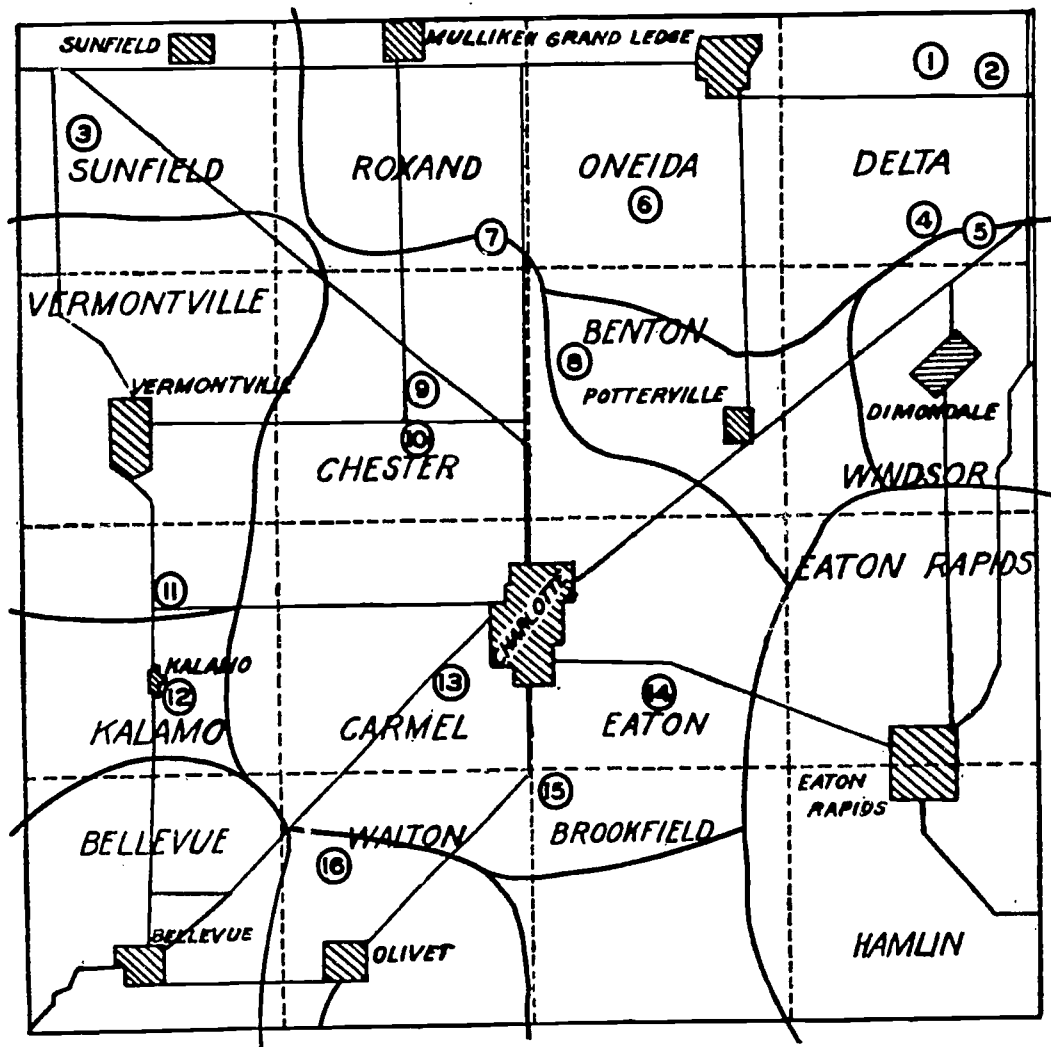 SUNFIELD
MULLIKEN
GRAND LEDGE
1
2
3
SUNFIELD
ROXAND
ONEIDA
DELTA
6
4
5
7
VERMONTVILLE
BENTON
8
VERMONTVILLE
9
POTTERVILLE
DIMONDALE
10
CHESTER
WINDSOR
EATON RAPIDS
11
CHARLOTTE
KALAMO
12
13
14
KALAMO
CARMEL
EATON
15
EATON
RAPIDS
BELLEVUE
WALTON
BROOKFIELD
16
BELLEVUE
OLIVET
HAMLIN